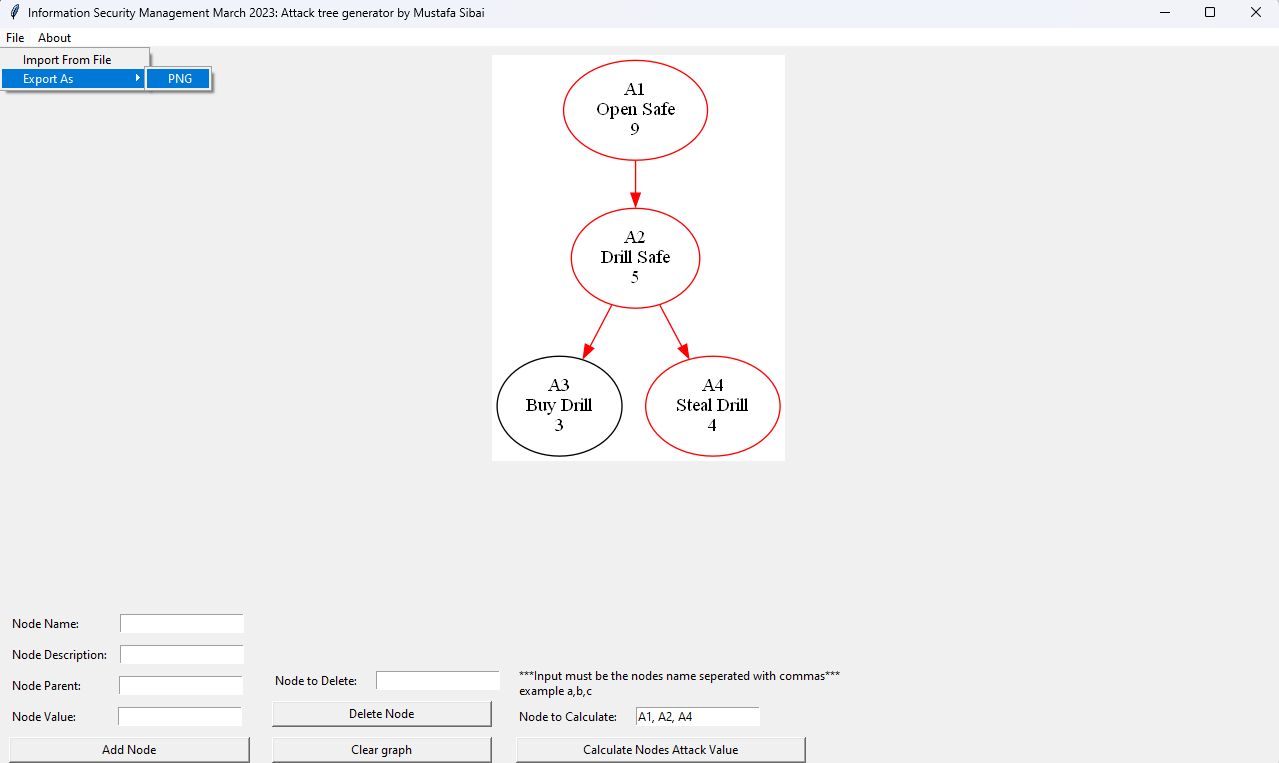 Information Security Management March 2023: Attack tree generator by Mustafa Sibai
File About
Import From File
Export As PNG
A1
Open Safe
9
A2
Drill Safe
5
A3
Buy Drill
3
A4
Steal Drill
4
Node Name:
Node Description:
Node Parent:
Node Value:
Add Node
Node to Delete:
Delete Node
Clear graph
***Input must be the nodes name seperated with commas***
example a,b,c
Node to Calculate: A1, A2, A4
Calculate Nodes Attack Value